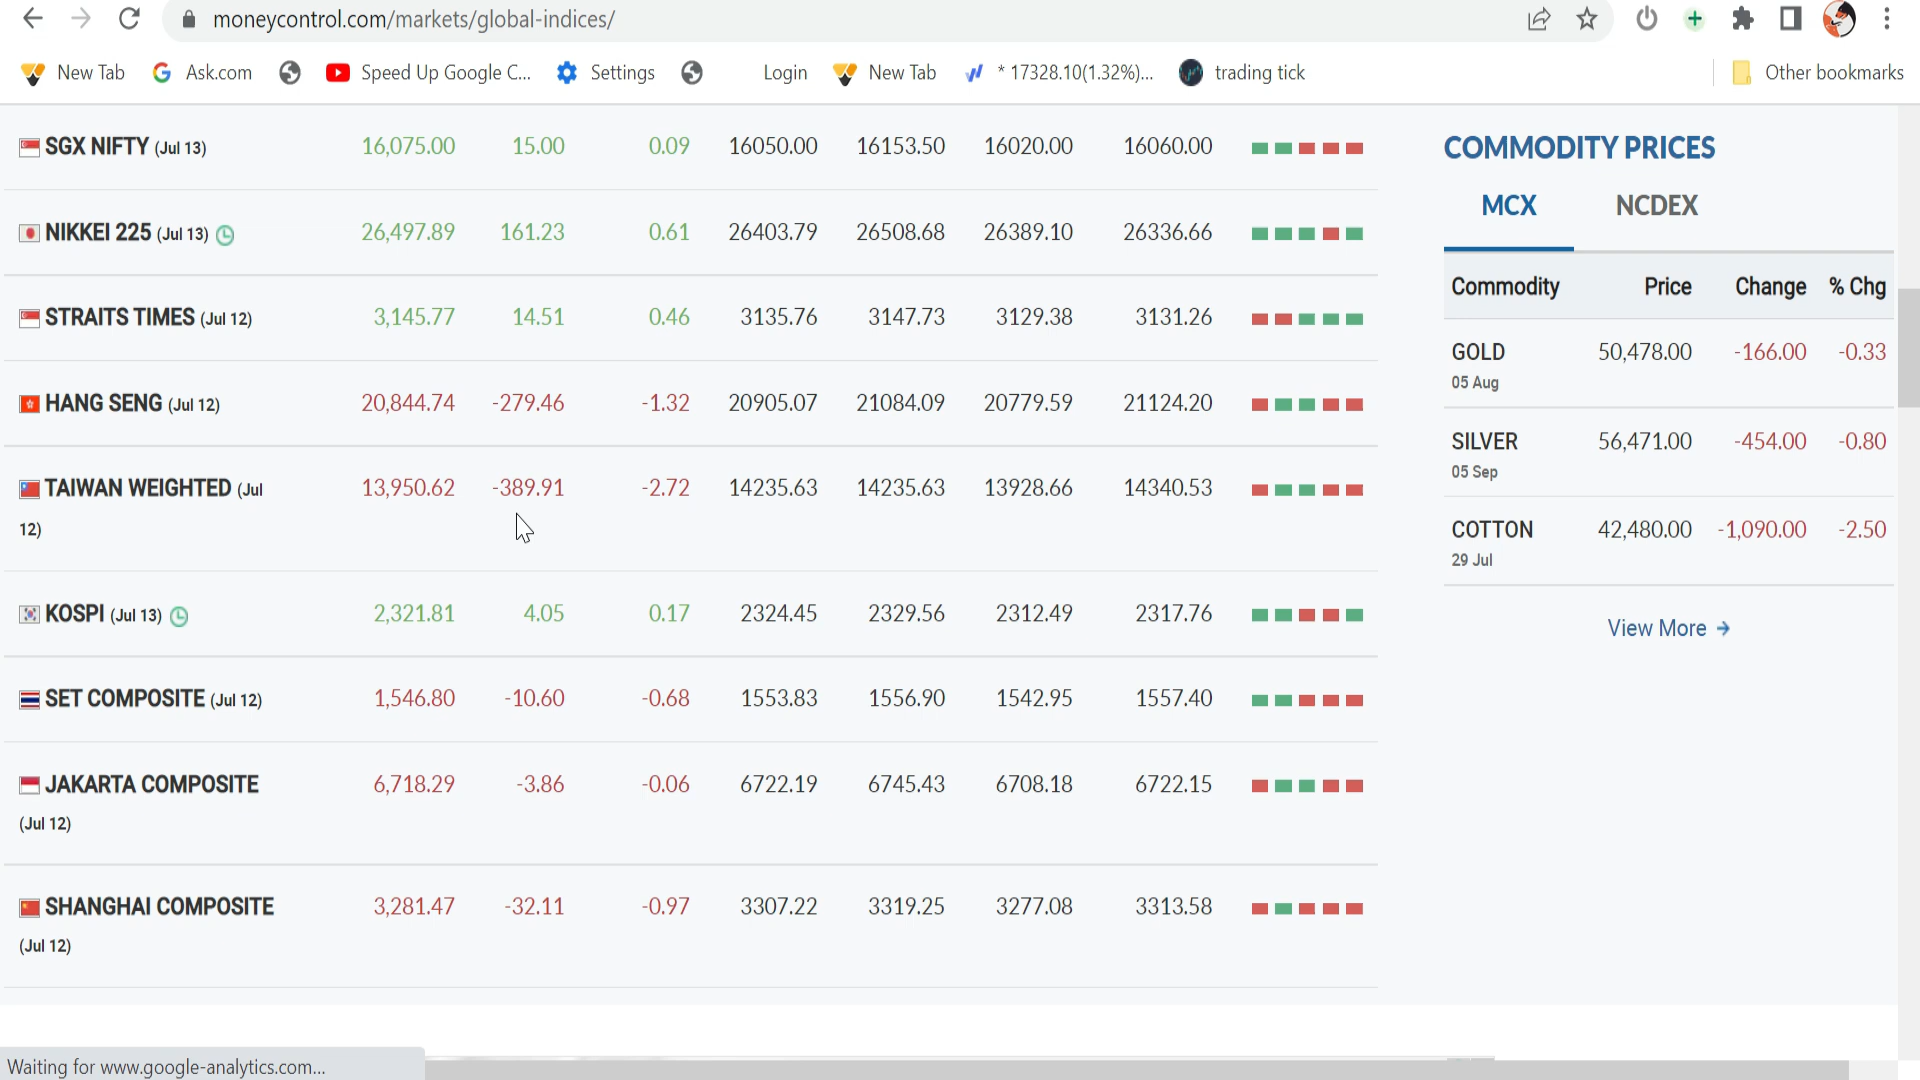 moneycontrol.com/markets/global-indices/
New Tab Ask.com Speed Up Google C... Settings Login New Tab * 17328.10(1.32%)... trading tick Other bookmarks
SGX NIFTY (Jul 13) 16,075.00 15.00 0.09 16050.00 16153.50 16020.00 16060.00
NIKKEI 225 (Jul 13) 26,497.89 161.23 0.61 26403.79 26508.68 26389.10 26336.66
STRAITS TIMES (Jul 12) 3,145.77 14.51 0.46 3135.76 3147.73 3129.38 3131.26
HANG SENG (Jul 12) 20,844.74 -279.46 -1.32 20905.07 21084.09 20779.59 21124.20
TAIWAN WEIGHTED (Jul 13,950.62 -389.91 -2.72 14235.63 14235.63 13928.66 14340.53
12)
KOSPI (Jul 13) 2,321.81 4.05 0.17 2324.45 2329.56 2312.49 2317.76
SET COMPOSITE (Jul 12) 1,546.80 -10.60 -0.68 1553.83 1556.90 1542.95 1557.40
JAKARTA COMPOSITE 6,718.29 -3.86 -0.06 6722.19 6745.43 6708.18 6722.15
(Jul 12)
SHANGHAI COMPOSITE 3,281.47 -32.11 -0.97 3307.22 3319.25 3277.08 3313.58
(Jul 12)
COMMODITY PRICES
MCX NCDEX
Commodity Price Change % Chg
GOLD 50,478.00 -166.00 -0.33
05 Aug
SILVER 56,471.00 -454.00 -0.80
05 Sep
COTTON 42,480.00 -1,090.00 -2.50
29 Jul
View More
Waiting for www.google-analytics.com...